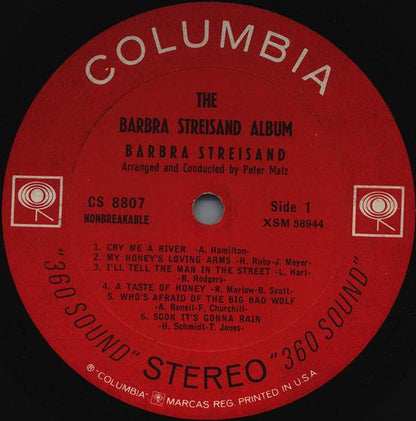 COLUMBIA
THE
BARBRA STREISAND ALBUM
BARBRA STREISAND
Arranged and Conducted by Peter Matz
CS 8807
NONBREAKABLE
Side 1
XSM 58944
1. CRY ME A RIVER -A. Hamilton-
2. MY HONEY'S LOVING ARMS -H. Ruby-J. Meyer-
3. I'LL TELL THE MAN IN THE STREET -L. Hart-
R. Rodgers-
4. A TASTE OF HONEY -R. Marlow-B. Scott-
5. WHO'S AFRAID OF THE BIG BAD WOLF
-A. Ronell-F. Churchill-
6. SOON IT'S GONNA RAIN
-H. Schmidt-T. Jones-
"360 SOUND" STEREO "360 SOUND"
® "COLUMBIA" MARCAS REG. PRINTED IN U.S.A.